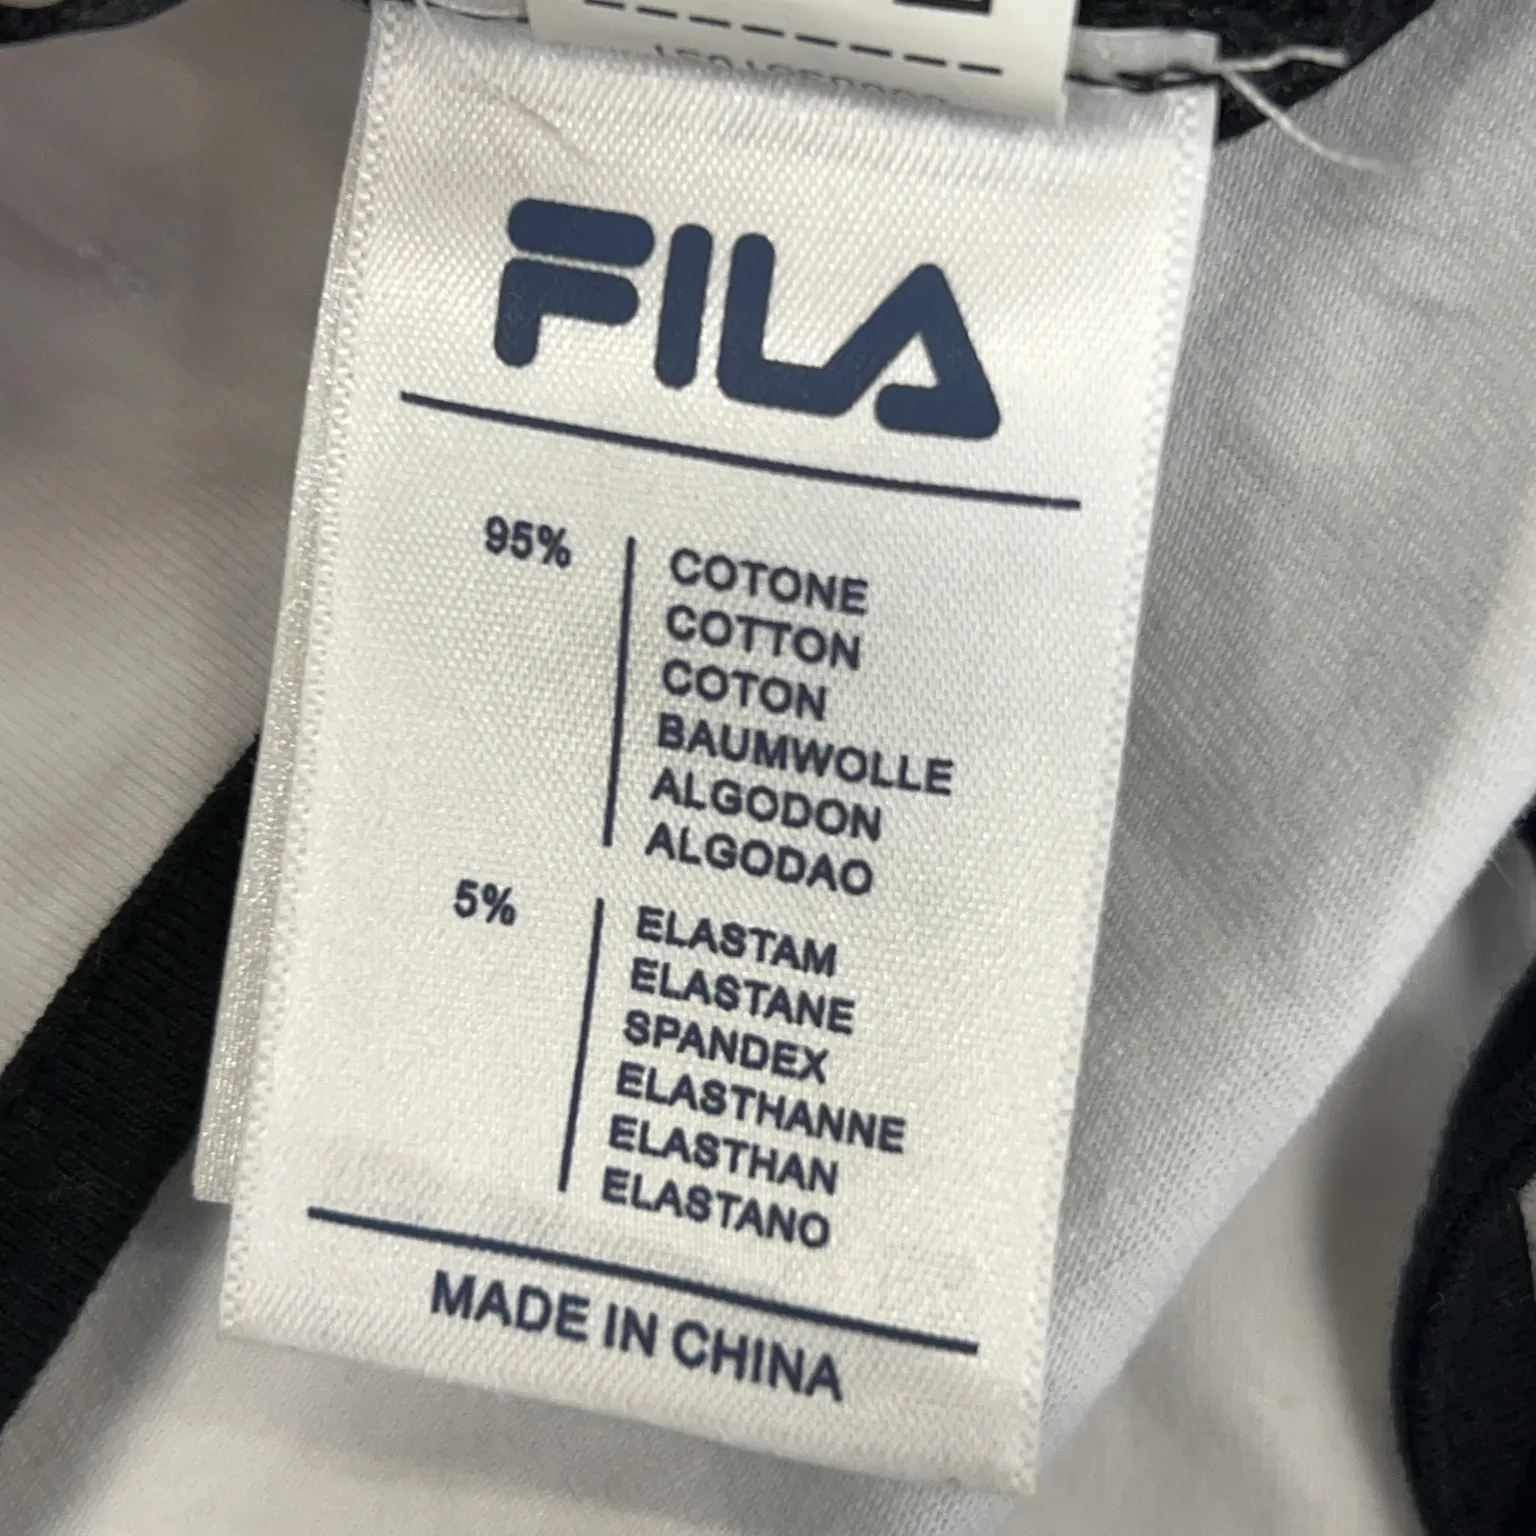 FILA
95%
COTONE
COTTON
COTON
BAUMWOLLE
ALGODON
ALGODAO
5%
ELASTAM
ELASTANE
SPANDEX
ELASTHANNE
ELASTHAN
ELASTANO
MADE IN CHINA